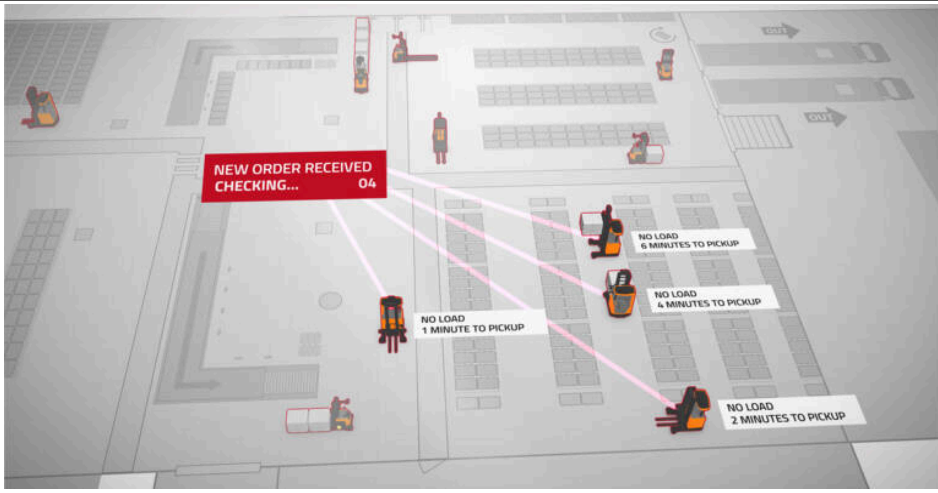 OUT
OUT
NEW ORDER RECEIVED
CHECKING... 04
NO LOAD
6 MINUTES TO PICKUP
NO LOAD
4 MINUTES TO PICKUP
NO LOAD
1 MINUTE TO PICKUP
NO LOAD
2 MINUTES TO PICKUP